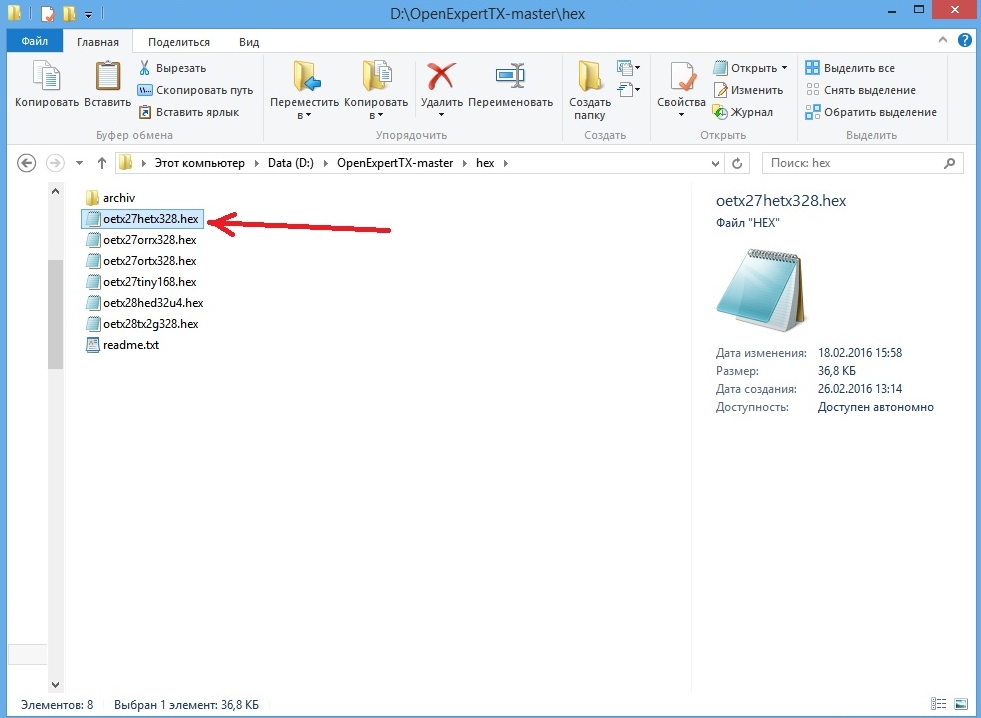 D:\OpenExpertTX-master\hex
Файл Главная Поделиться Вид
Копировать Вставить Вырезать Скопировать путь Вставить ярлык
Буфер обмена
Переместить в Копировать в Удалить Переименовать
Упорядочить
Создать папку
Создать
Свойства Открыть Изменить Журнал
Открыть
Выделить все Снять выделение Обратить выделение
Выделить
Этот компьютер Data (D:) OpenExpertTX-master hex
Поиск: hex
archiv
oetx27hetx328.hex
oetx27orrx328.hex
oetx27ortx328.hex
oetx27tiny168.hex
oetx28hed32u4.hex
oetx28tx2g328.hex
readme.txt
oetx27hetx328.hex
Файл "HEX"
Дата изменения: 18.02.2016 15:58
Размер: 36,8 КБ
Дата создания: 26.02.2016 13:14
Доступность: Доступен автономно
Элементов: 8 Выбран 1 элемент: 36,8 КБ